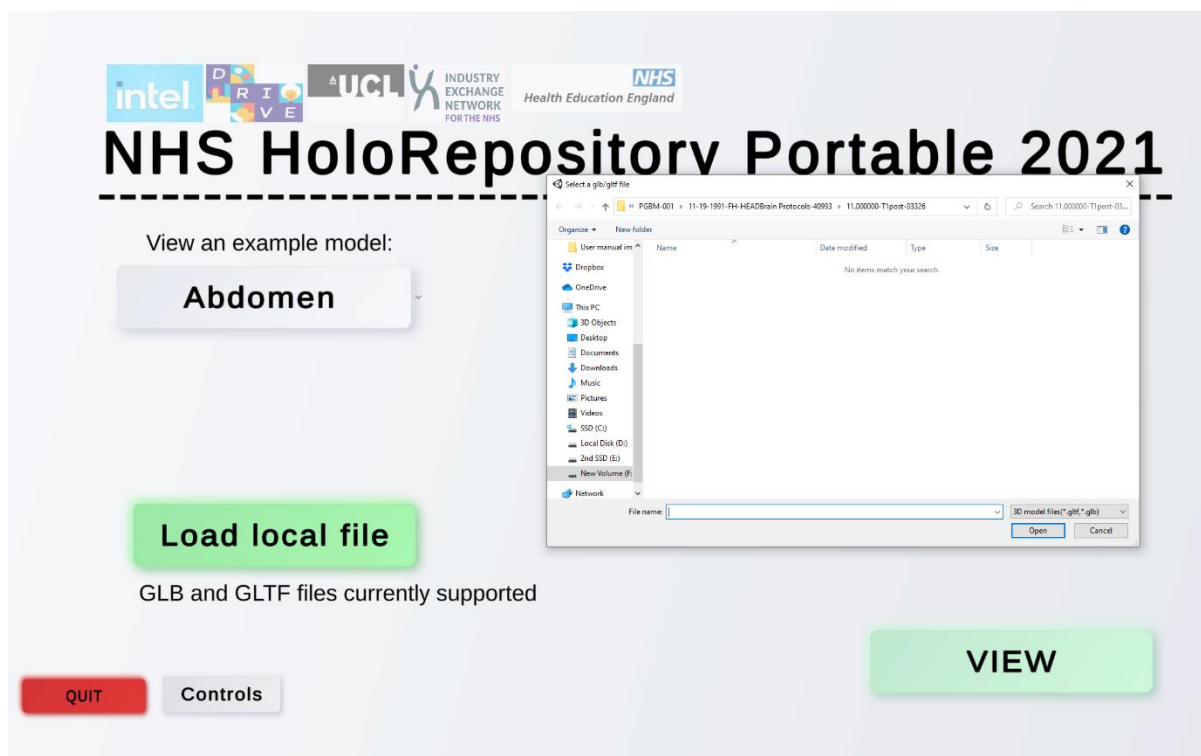 intel
D
R I
V E
UCL
INDUSTRY
EXCHANGE
NETWORK
FOR THE NHS
NHS
Health Education England
NHS HoloRepository Portable 2021
Select a glb/gltf file
« PGBM-001 › 11-19-1991-FH-HEADBrain Protocols-40993 › 11.000000-T1post-03326
Search 11.000000-T1post-03...
Organize
New folder
User manual im
Name
Date modified
Type
Size
No items match your search.
Dropbox
OneDrive
This PC
3D Objects
Desktop
Documents
Downloads
Music
Pictures
Videos
SSD (C:)
Local Disk (D:)
2nd SSD (E:)
New Volume (F:
Network
File name:
3D model files(*.gltf,*.glb)
Open
Cancel
View an example model:
Abdomen
Load local file
GLB and GLTF files currently supported
VIEW
QUIT
Controls